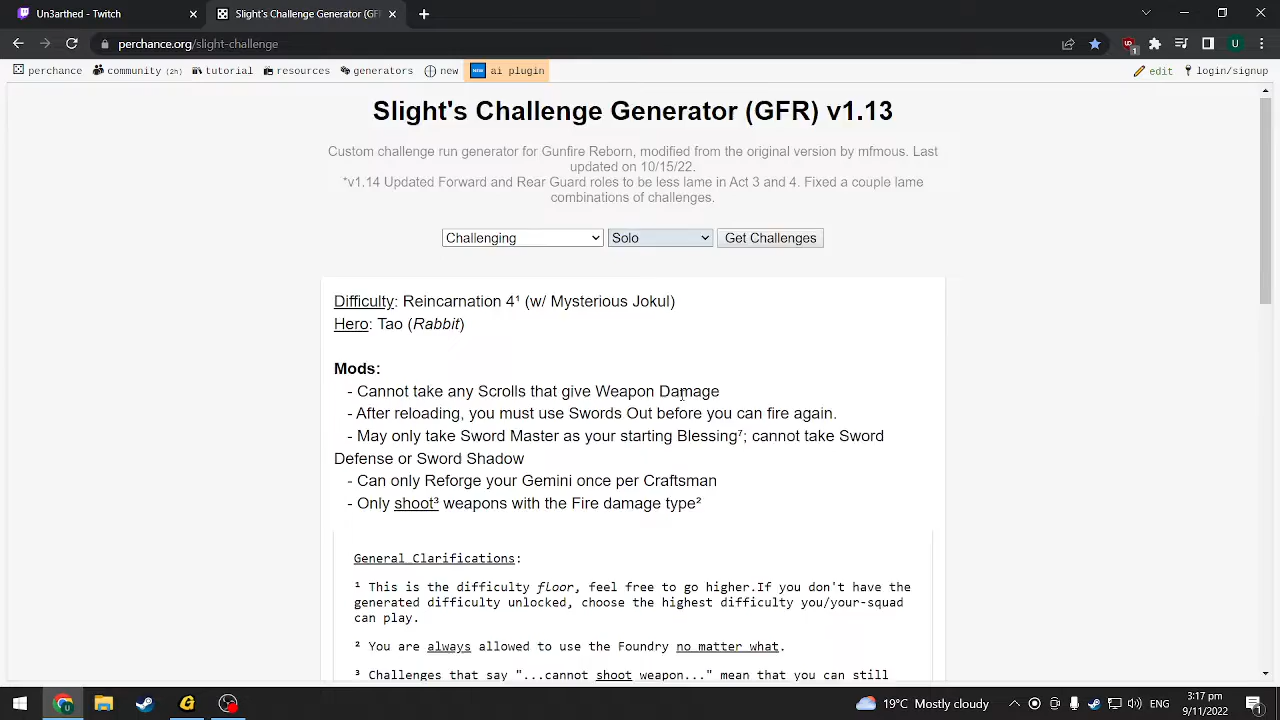 Un3arthed - Twitch
Slight's Challenge Generator (GF
perchance.org/slight-challenge
1
U
perchance community (2m) tutorial resources generators new ai plugin edit login/signup
Slight's Challenge Generator (GFR) v1.13
Custom challenge run generator for Gunfire Reborn, modified from the original version by mfmous. Last
updated on 10/15/22.
*v1.14 Updated Forward and Rear Guard roles to be less lame in Act 3 and 4. Fixed a couple lame
combinations of challenges.
Challenging Solo Get Challenges
Difficulty: Reincarnation 4¹ (w/ Mysterious Jokul)
Hero: Tao (Rabbit)
Mods:
- Cannot take any Scrolls that give Weapon Damage
- After reloading, you must use Swords Out before you can fire again.
- May only take Sword Master as your starting Blessing⁷; cannot take Sword
Defense or Sword Shadow
- Can only Reforge your Gemini once per Craftsman
- Only shoot³ weapons with the Fire damage type²
General Clarifications:
¹ This is the difficulty floor, feel free to go higher.If you don't have the
generated difficulty unlocked, choose the highest difficulty you/your-squad
can play.
² You are always allowed to use the Foundry no matter what.
³ Challenges that say "...cannot shoot weapon..." mean that you can still
19°C Mostly cloudy
ENG
3:17 pm
9/11/2022
1